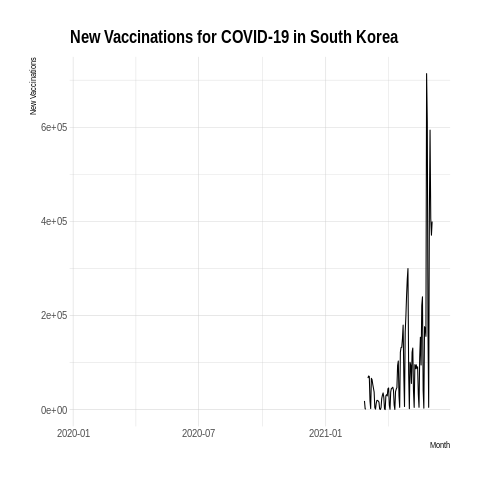 New Vaccinations for COVID-19 in South Korea
New Vaccinations
6e+05
4e+05
2e+05
0e+00
2020-01 2020-07 2021-01
Month